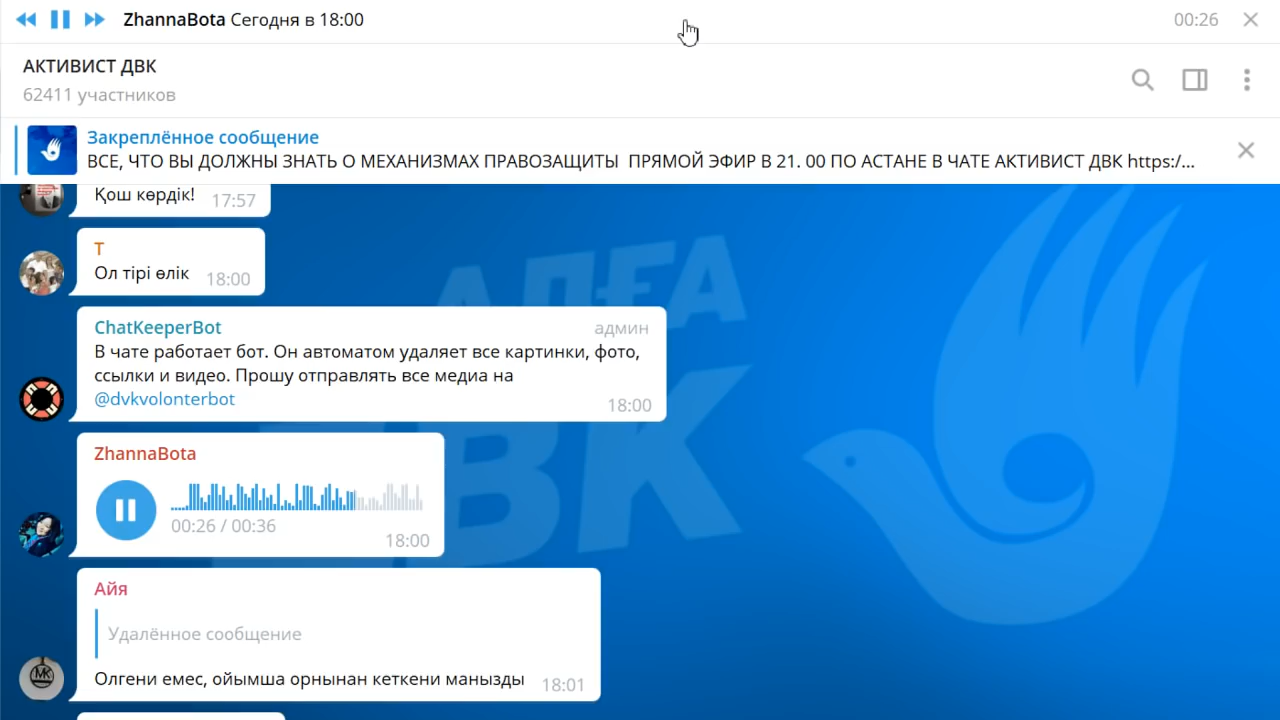 ZhannaBota Сегодня в 18:00
00:26
АКТИВИСТ ДВК
62411 участников
Закреплённое сообщение
ВСЕ, ЧТО ВЫ ДОЛЖНЫ ЗНАТЬ О МЕХАНИЗМАХ ПРАВОЗАЩИТЫ ПРЯМОЙ ЭФИР В 21. 00 ПО АСТАНЕ В ЧАТЕ АКТИВИСТ ДВК https:/...
Қош көрдік! 17:57
Т
Ол тірі өлік 18:00
ChatKeeperBot админ
В чате работает бот. Он автоматом удаляет все картинки, фото,
ссылки и видео. Прошу отправлять все медиа на
@dvkvolonterbot
18:00
ZhannaBota
00:26 / 00:36
18:00
Айя
Удалённое сообщение
Олгени емес, ойымша орнынан кеткени манызды 18:01
АЛҒА
ДВК
МК